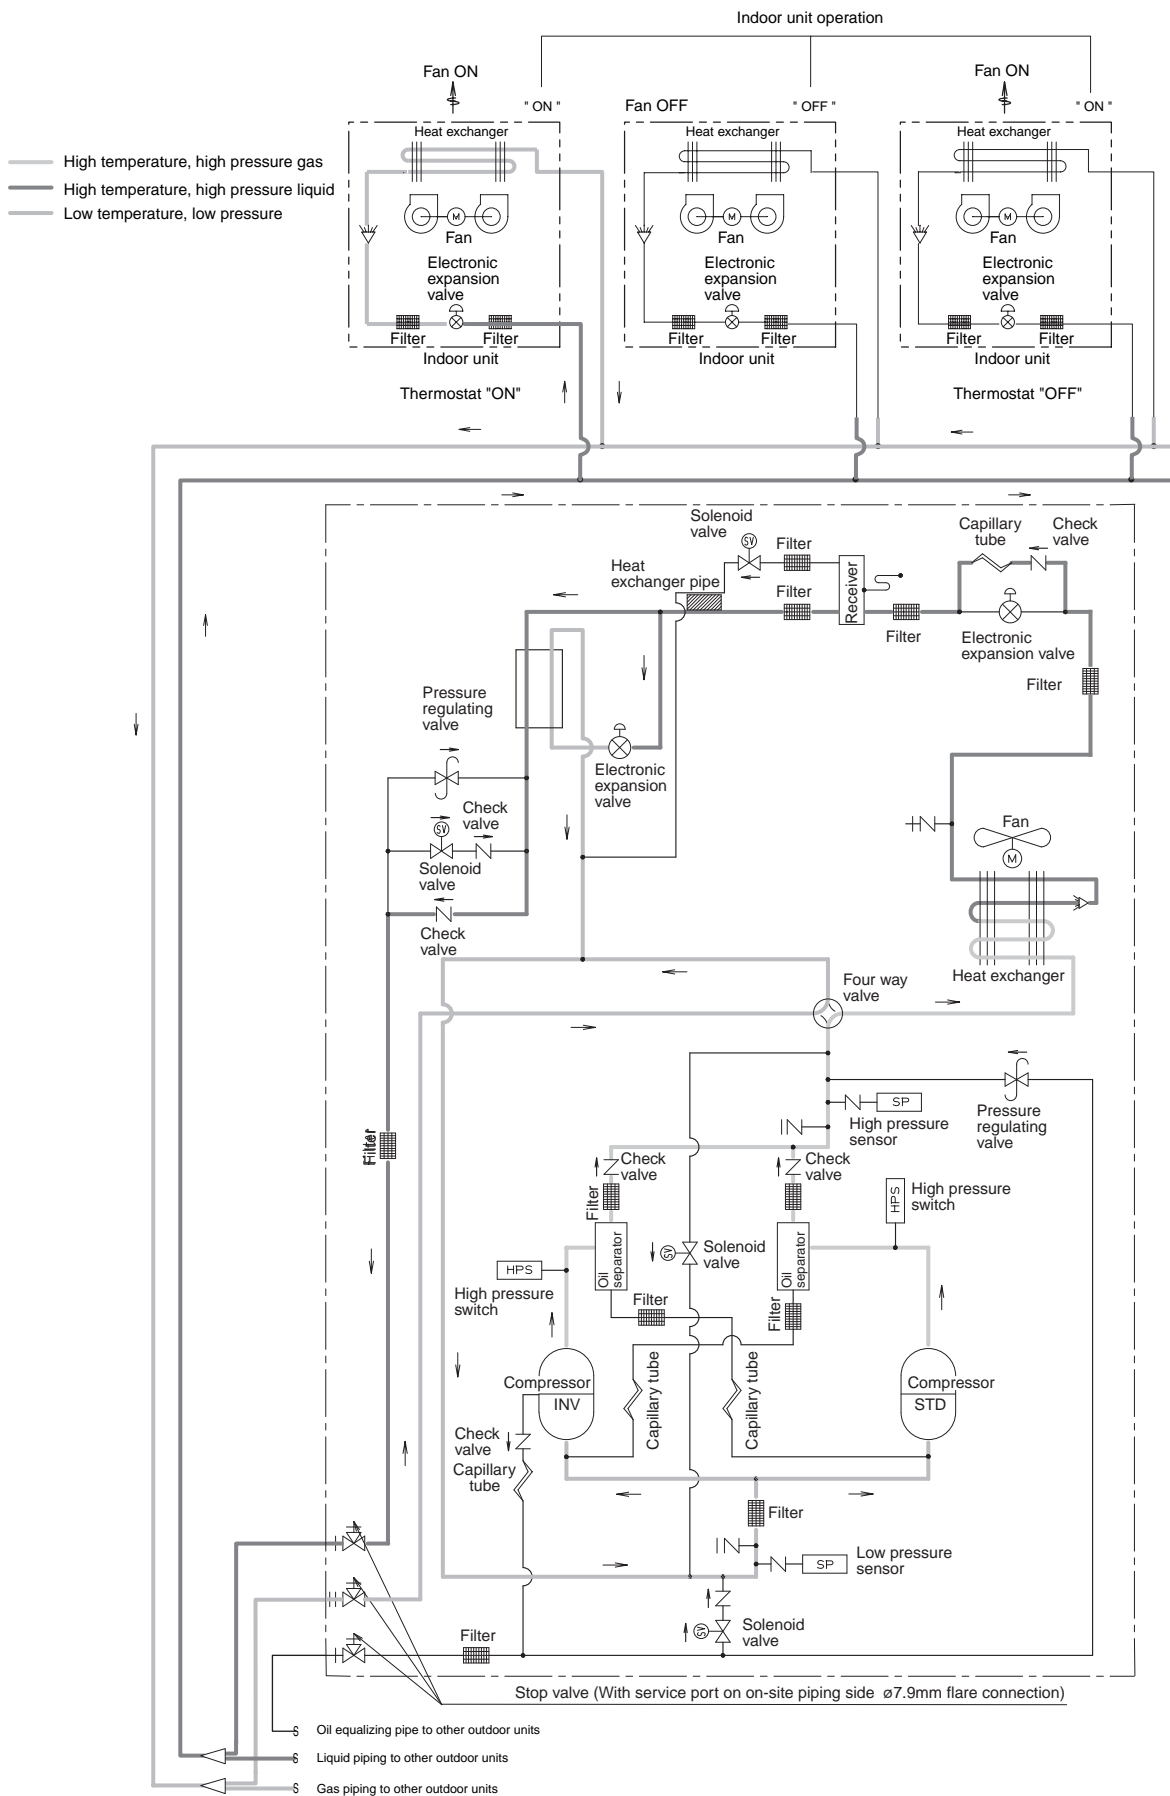 Indoor unit operation
Fan ON
" ON "
Fan OFF
" OFF "
Fan ON
" ON "
High temperature, high pressure gas
High temperature, high pressure liquid
Low temperature, low pressure
Heat exchanger
M
Fan
Electronic
expansion
valve
Filter
Filter
Indoor unit
Thermostat "ON"
Heat exchanger
M
Fan
Electronic
expansion
valve
Filter
Filter
Indoor unit
Heat exchanger
M
Fan
Electronic
expansion
valve
Filter
Filter
Indoor unit
Thermostat "OFF"
Solenoid
valve
SV
Filter
Heat
exchanger pipe
Filter
Receiver
Filter
Capillary
tube
Check
valve
Electronic
expansion valve
Filter
Pressure
regulating
valve
Electronic
expansion
valve
Check
valve
SV
Solenoid
valve
Check
valve
Fan
M
Heat exchanger
Four way
valve
SP
High pressure
sensor
Pressure
regulating
valve
Filter
Check
valve
Filter
Check
valve
HPS
High pressure
switch
Oil
separator
SV
Solenoid
valve
Oil
separator
HPS
High pressure
switch
Filter
Filter
Compressor
INV
Capillary tube
Capillary tube
Compressor
STD
Check
valve
Capillary
tube
Filter
SP
Low pressure
sensor
SV
Solenoid
valve
Filter
Stop valve (With service port on on-site piping side ø7.9mm flare connection)
Oil equalizing pipe to other outdoor units
Liquid piping to other outdoor units
Gas piping to other outdoor units